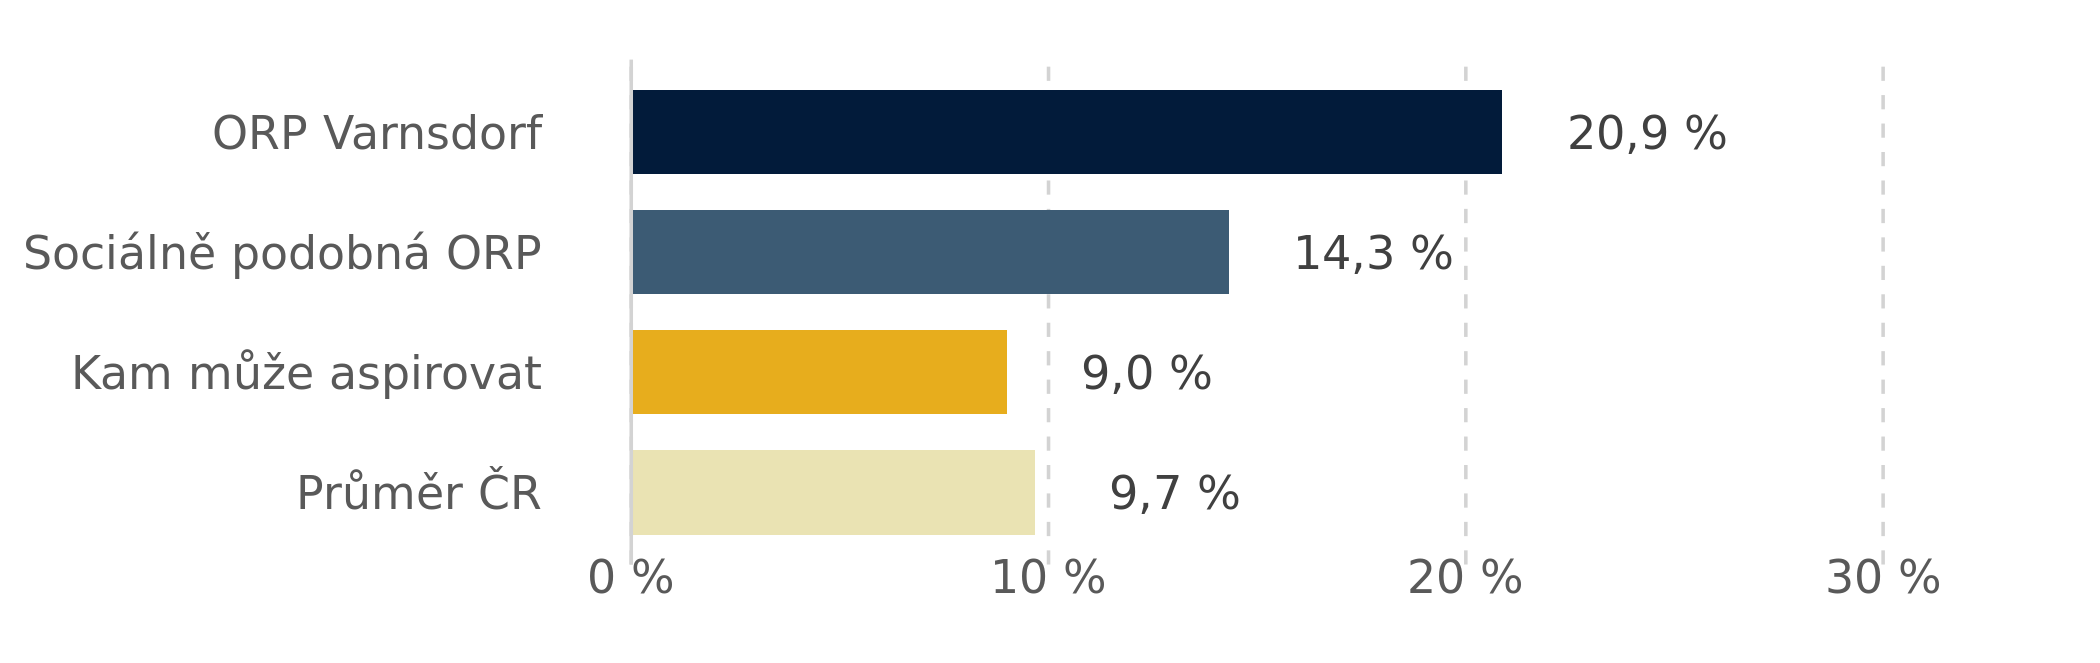 ORP Varnsdorf 20,9 %
Sociálně podobná ORP 14,3 %
Kam může aspirovat 9,0 %
Průměr ČR 9,7 %
0 % 10 % 20 % 30 %